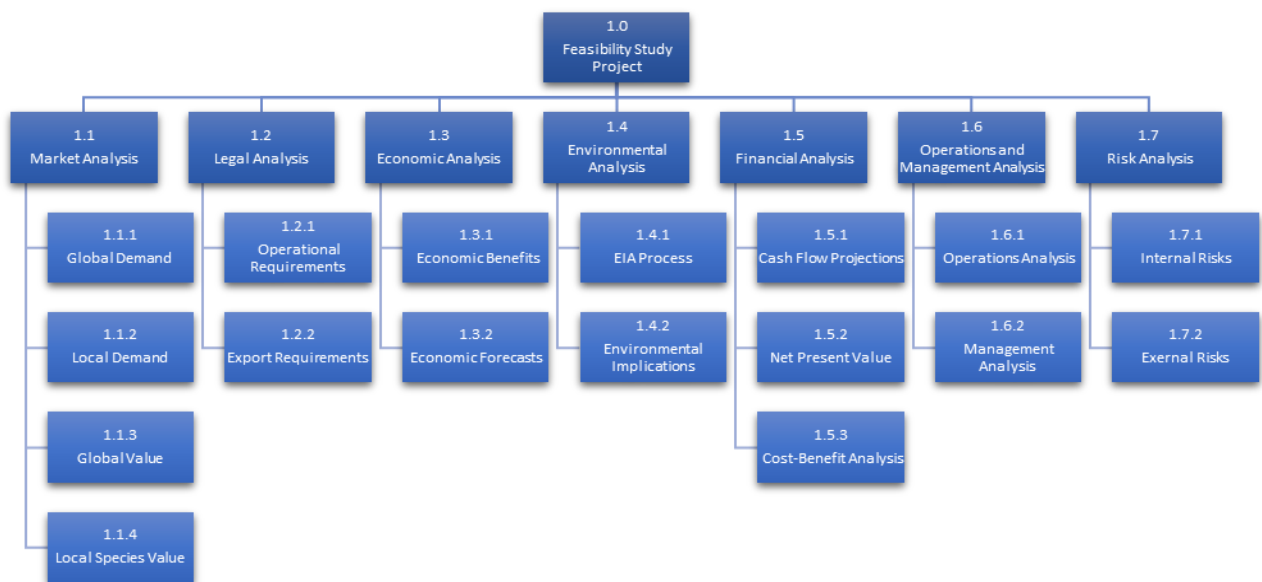 1.0
Feasibility Study
Project
1.1
Market Analysis
1.2
Legal Analysis
1.3
Economic Analysis
1.4
Environmental
Analysis
1.5
Financial Analysis
1.6
Operations and
Management Analysis
1.7
Risk Analysis
1.1.1
Global Demand
1.1.2
Local Demand
1.1.3
Global Value
1.1.4
Local Species Value
1.2.1
Operational
Requirements
1.2.2
Export Requirements
1.3.1
Economic Benefits
1.3.2
Economic Forecasts
1.4.1
EIA Process
1.4.2
Environmental
Implications
1.5.1
Cash Flow Projections
1.5.2
Net Present Value
1.5.3
Cost-Benefit Analysis
1.6.1
Operations Analysis
1.6.2
Management
Analysis
1.7.1
Internal Risks
1.7.2
Exernal Risks